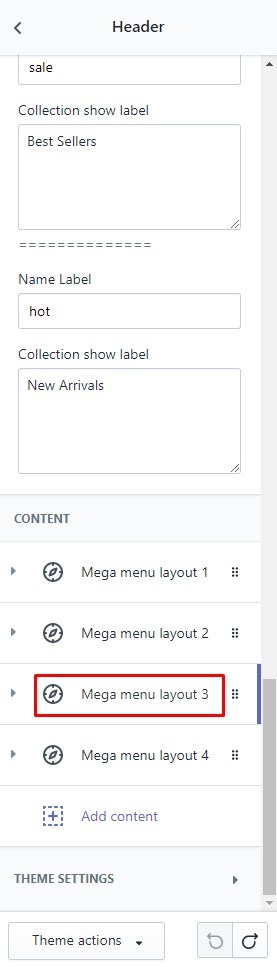 Header
sale
Collection show label
Best Sellers
==============
Name Label
hot
Collection show label
New Arrivals
CONTENT
Mega menu layout 1
Mega menu layout 2
Mega menu layout 3
Mega menu layout 4
Add content
THEME SETTINGS
Theme actions